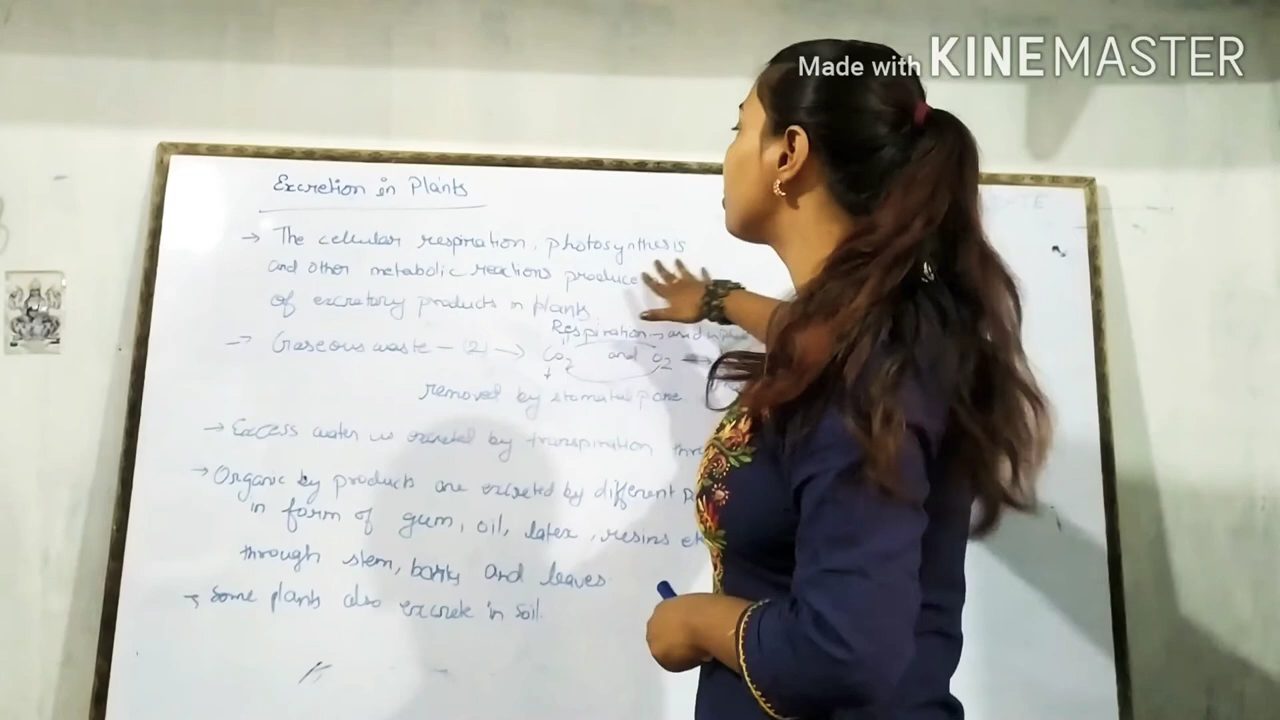 Made with KINEMASTER
Excretion in Plants
→ The cellular respiration, photosynthesis
and other metabolic reactions produce
of excretory products in plants
Respiration → and
→ Gaseous waste - (2) → CO2 and O2 →
removed by stomatal pore
→ Excess water is excreted by transpiration
→ Organic by products are excreted by different
in form of gum, oil, latex, resins
through stem, barks and leaves
→ Some plants also excrete in soil.